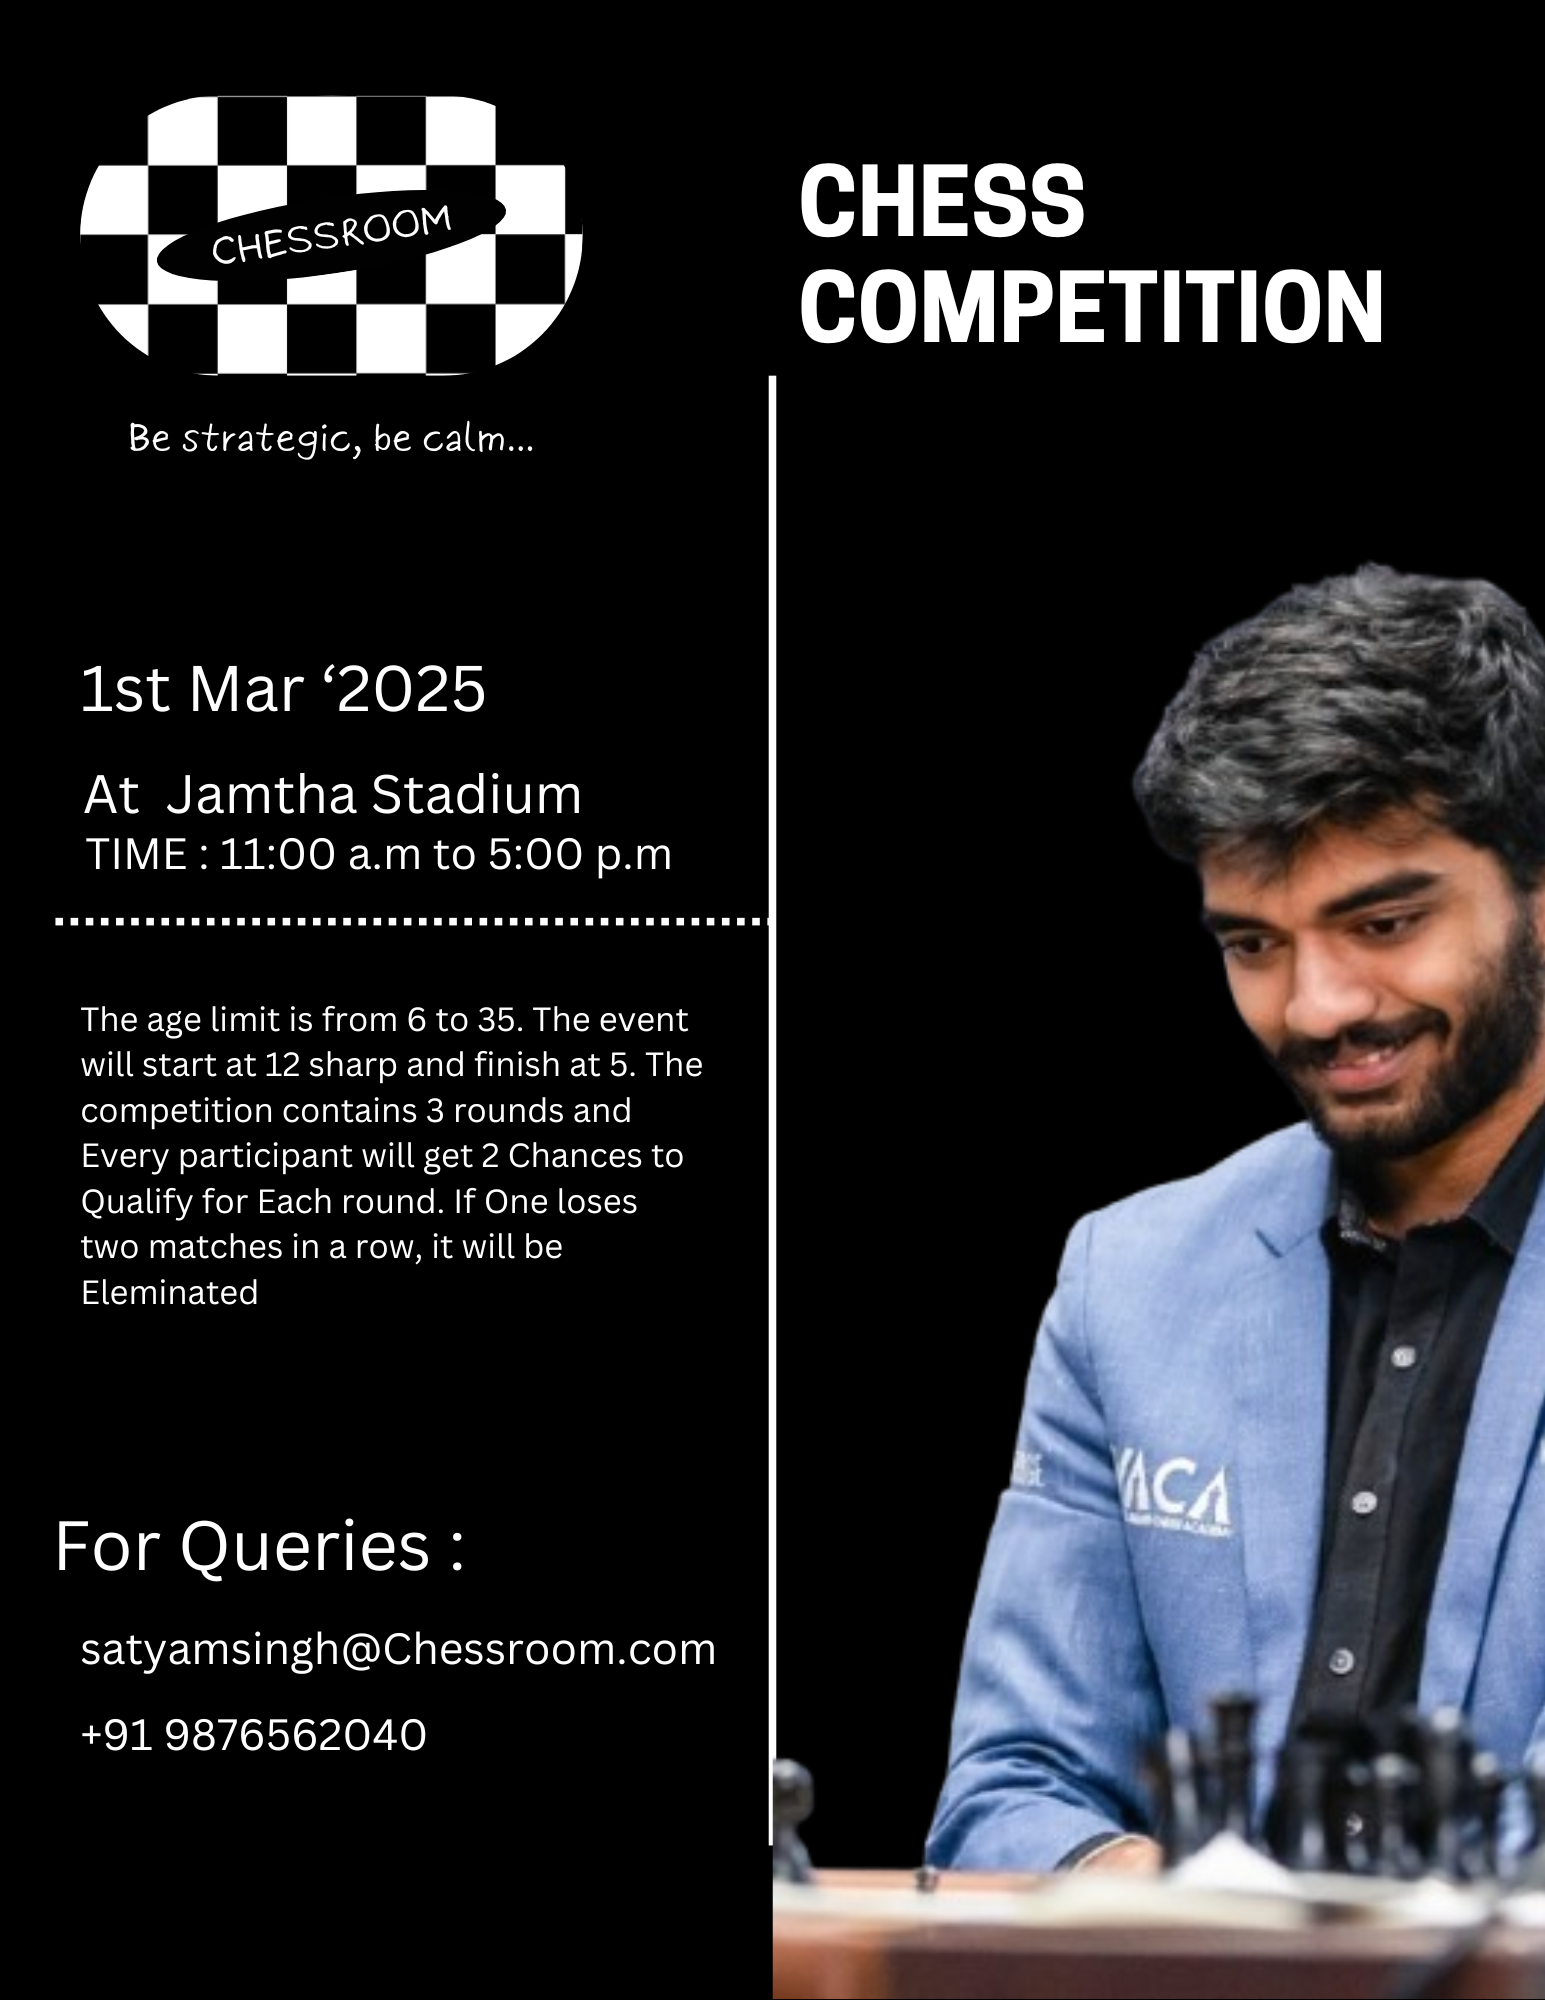 CHESSROOM
Be strategic, be calm...
CHESS
COMPETITION
1st Mar ‘2025
At Jamtha Stadium
TIME : 11:00 a.m to 5:00 p.m
The age limit is from 6 to 35. The event
will start at 12 sharp and finish at 5. The
competition contains 3 rounds and
Every participant will get 2 Chances to
Qualify for Each round. If One loses
two matches in a row, it will be
Eleminated
For Queries :
satyamsingh@Chessroom.com
+91 9876562040
WACA